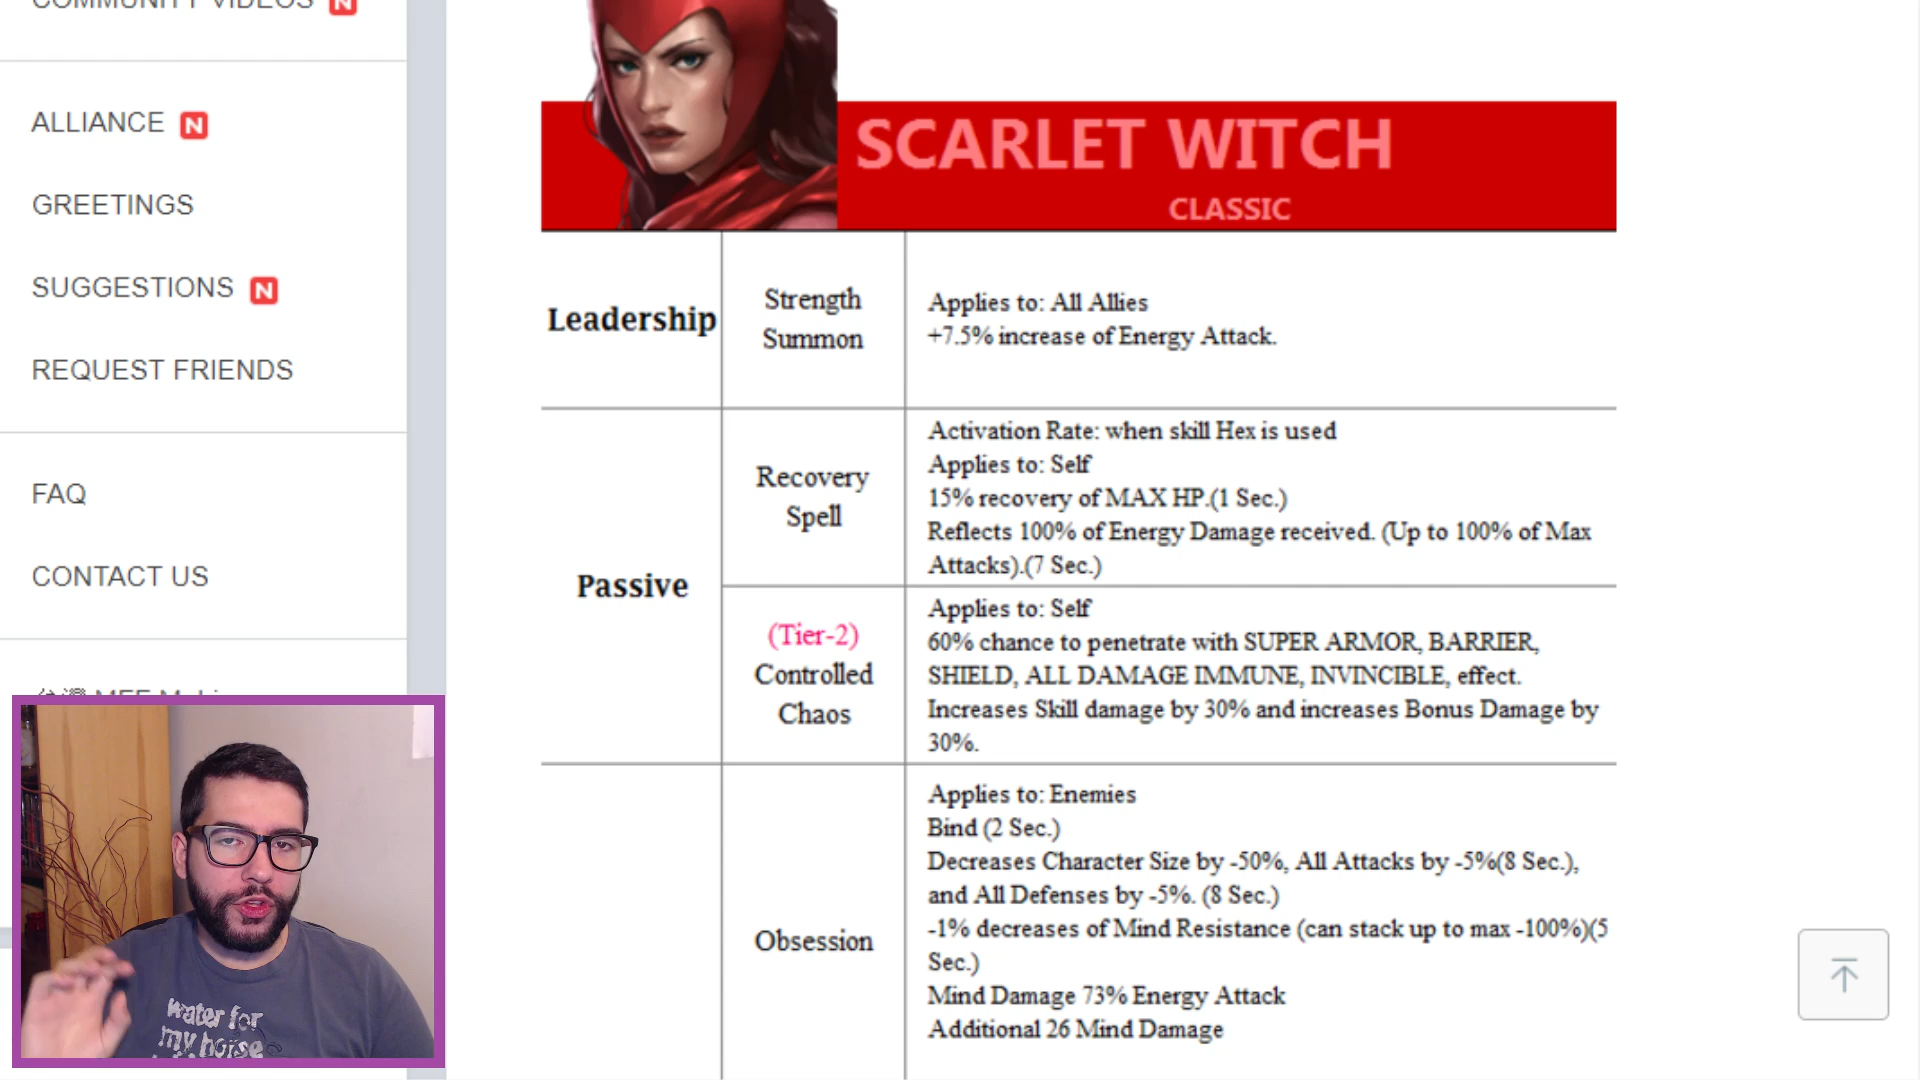 COMMUNITY VIDEOS N
ALLIANCE N
GREETINGS
SUGGESTIONS N
REQUEST FRIENDS
FAQ
CONTACT US
SCARLET WITCH
CLASSIC
Leadership
Strength
Summon
Applies to: All Allies
+7.5% increase of Energy Attack.
Passive
Recovery
Spell
Activation Rate: when skill Hex is used
Applies to: Self
15% recovery of MAX HP.(1 Sec.)
Reflects 100% of Energy Damage received. (Up to 100% of Max
Attacks).(7 Sec.)
(Tier-2)
Controlled
Chaos
Applies to: Self
60% chance to penetrate with SUPER ARMOR, BARRIER,
SHIELD, ALL DAMAGE IMMUNE, INVINCIBLE, effect.
Increases Skill damage by 30% and increases Bonus Damage by
30%.
Obsession
Applies to: Enemies
Bind (2 Sec.)
Decreases Character Size by -50%, All Attacks by -5%(8 Sec.),
and All Defenses by -5%. (8 Sec.)
-1% decreases of Mind Resistance (can stack up to max -100%)(5
Sec.)
Mind Damage 73% Energy Attack
Additional 26 Mind Damage
water for
my horse